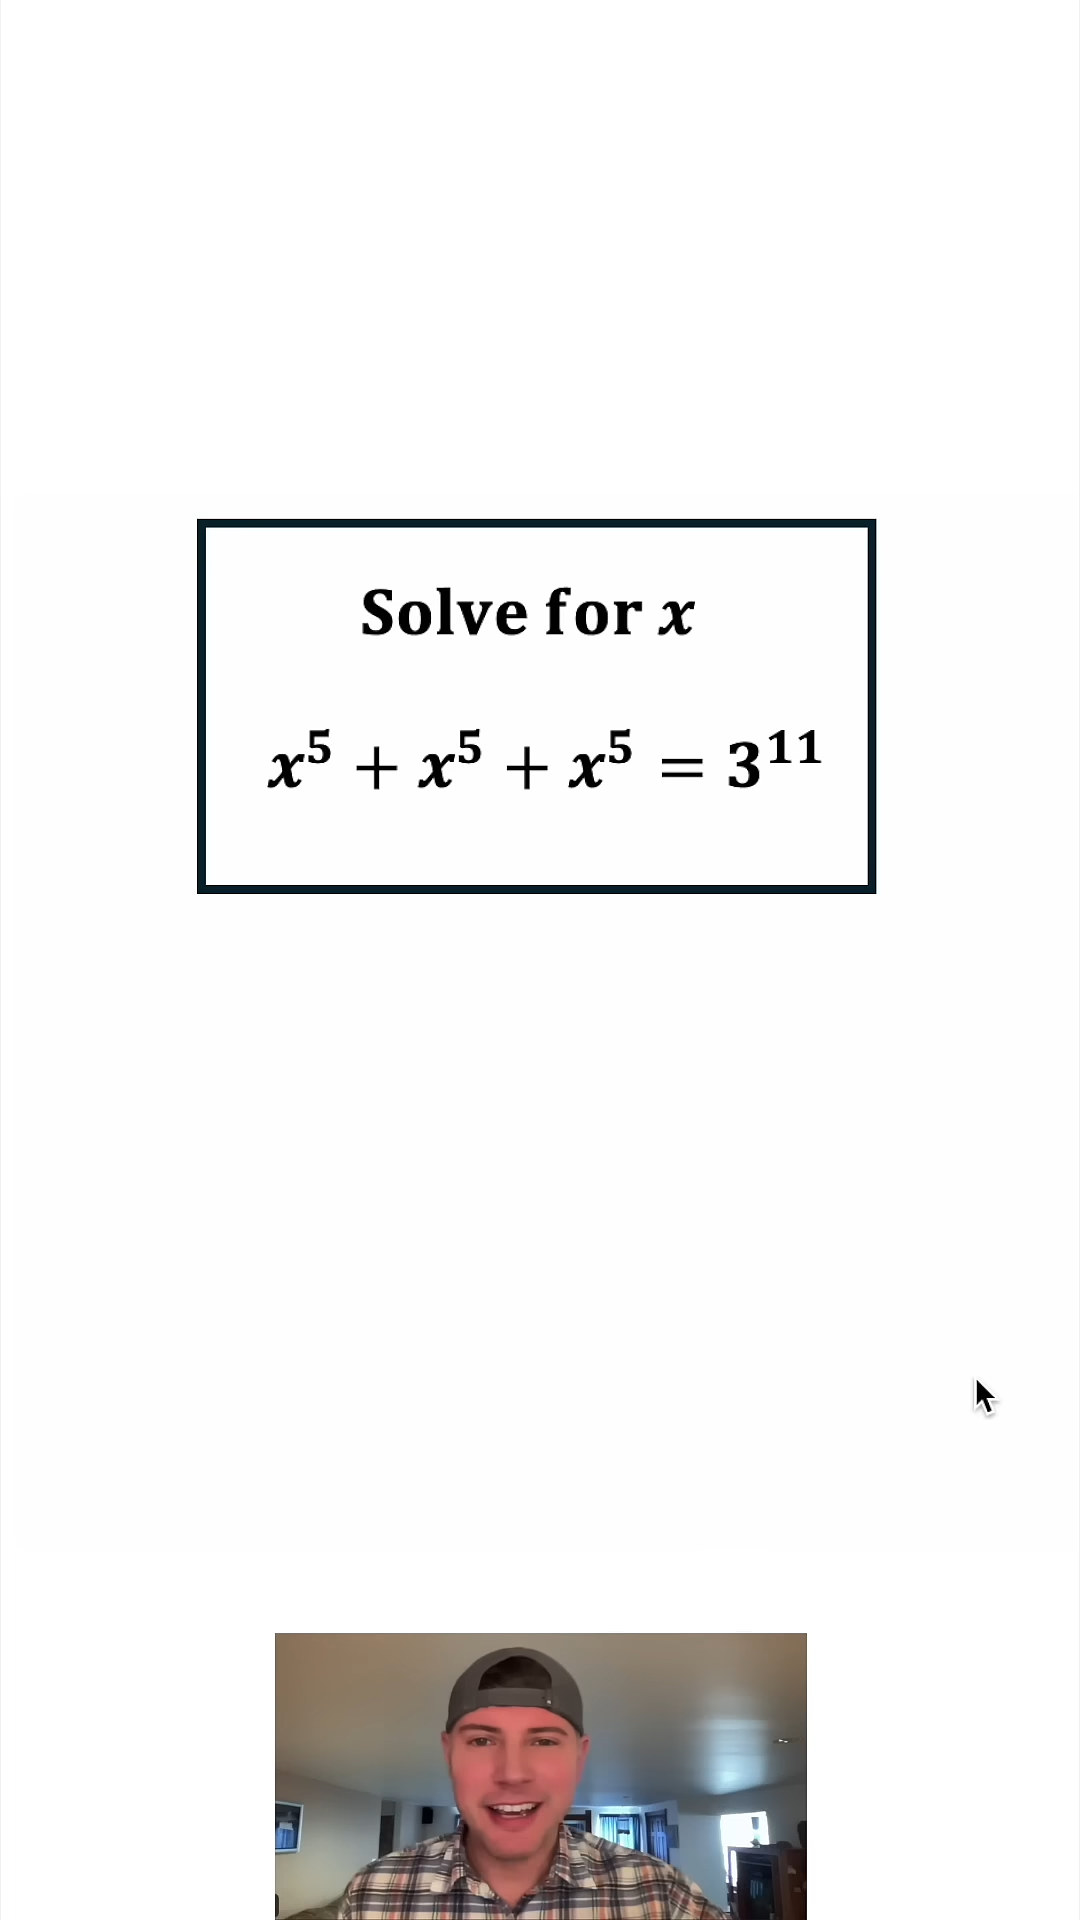 Solve for x
x⁵ + x⁵ + x⁵ = 3¹¹